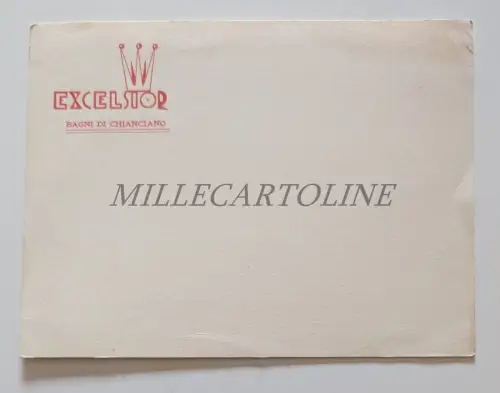 EXCELSIOR
BAGNI DI CHIANCIANO
MILLECARTOLINE